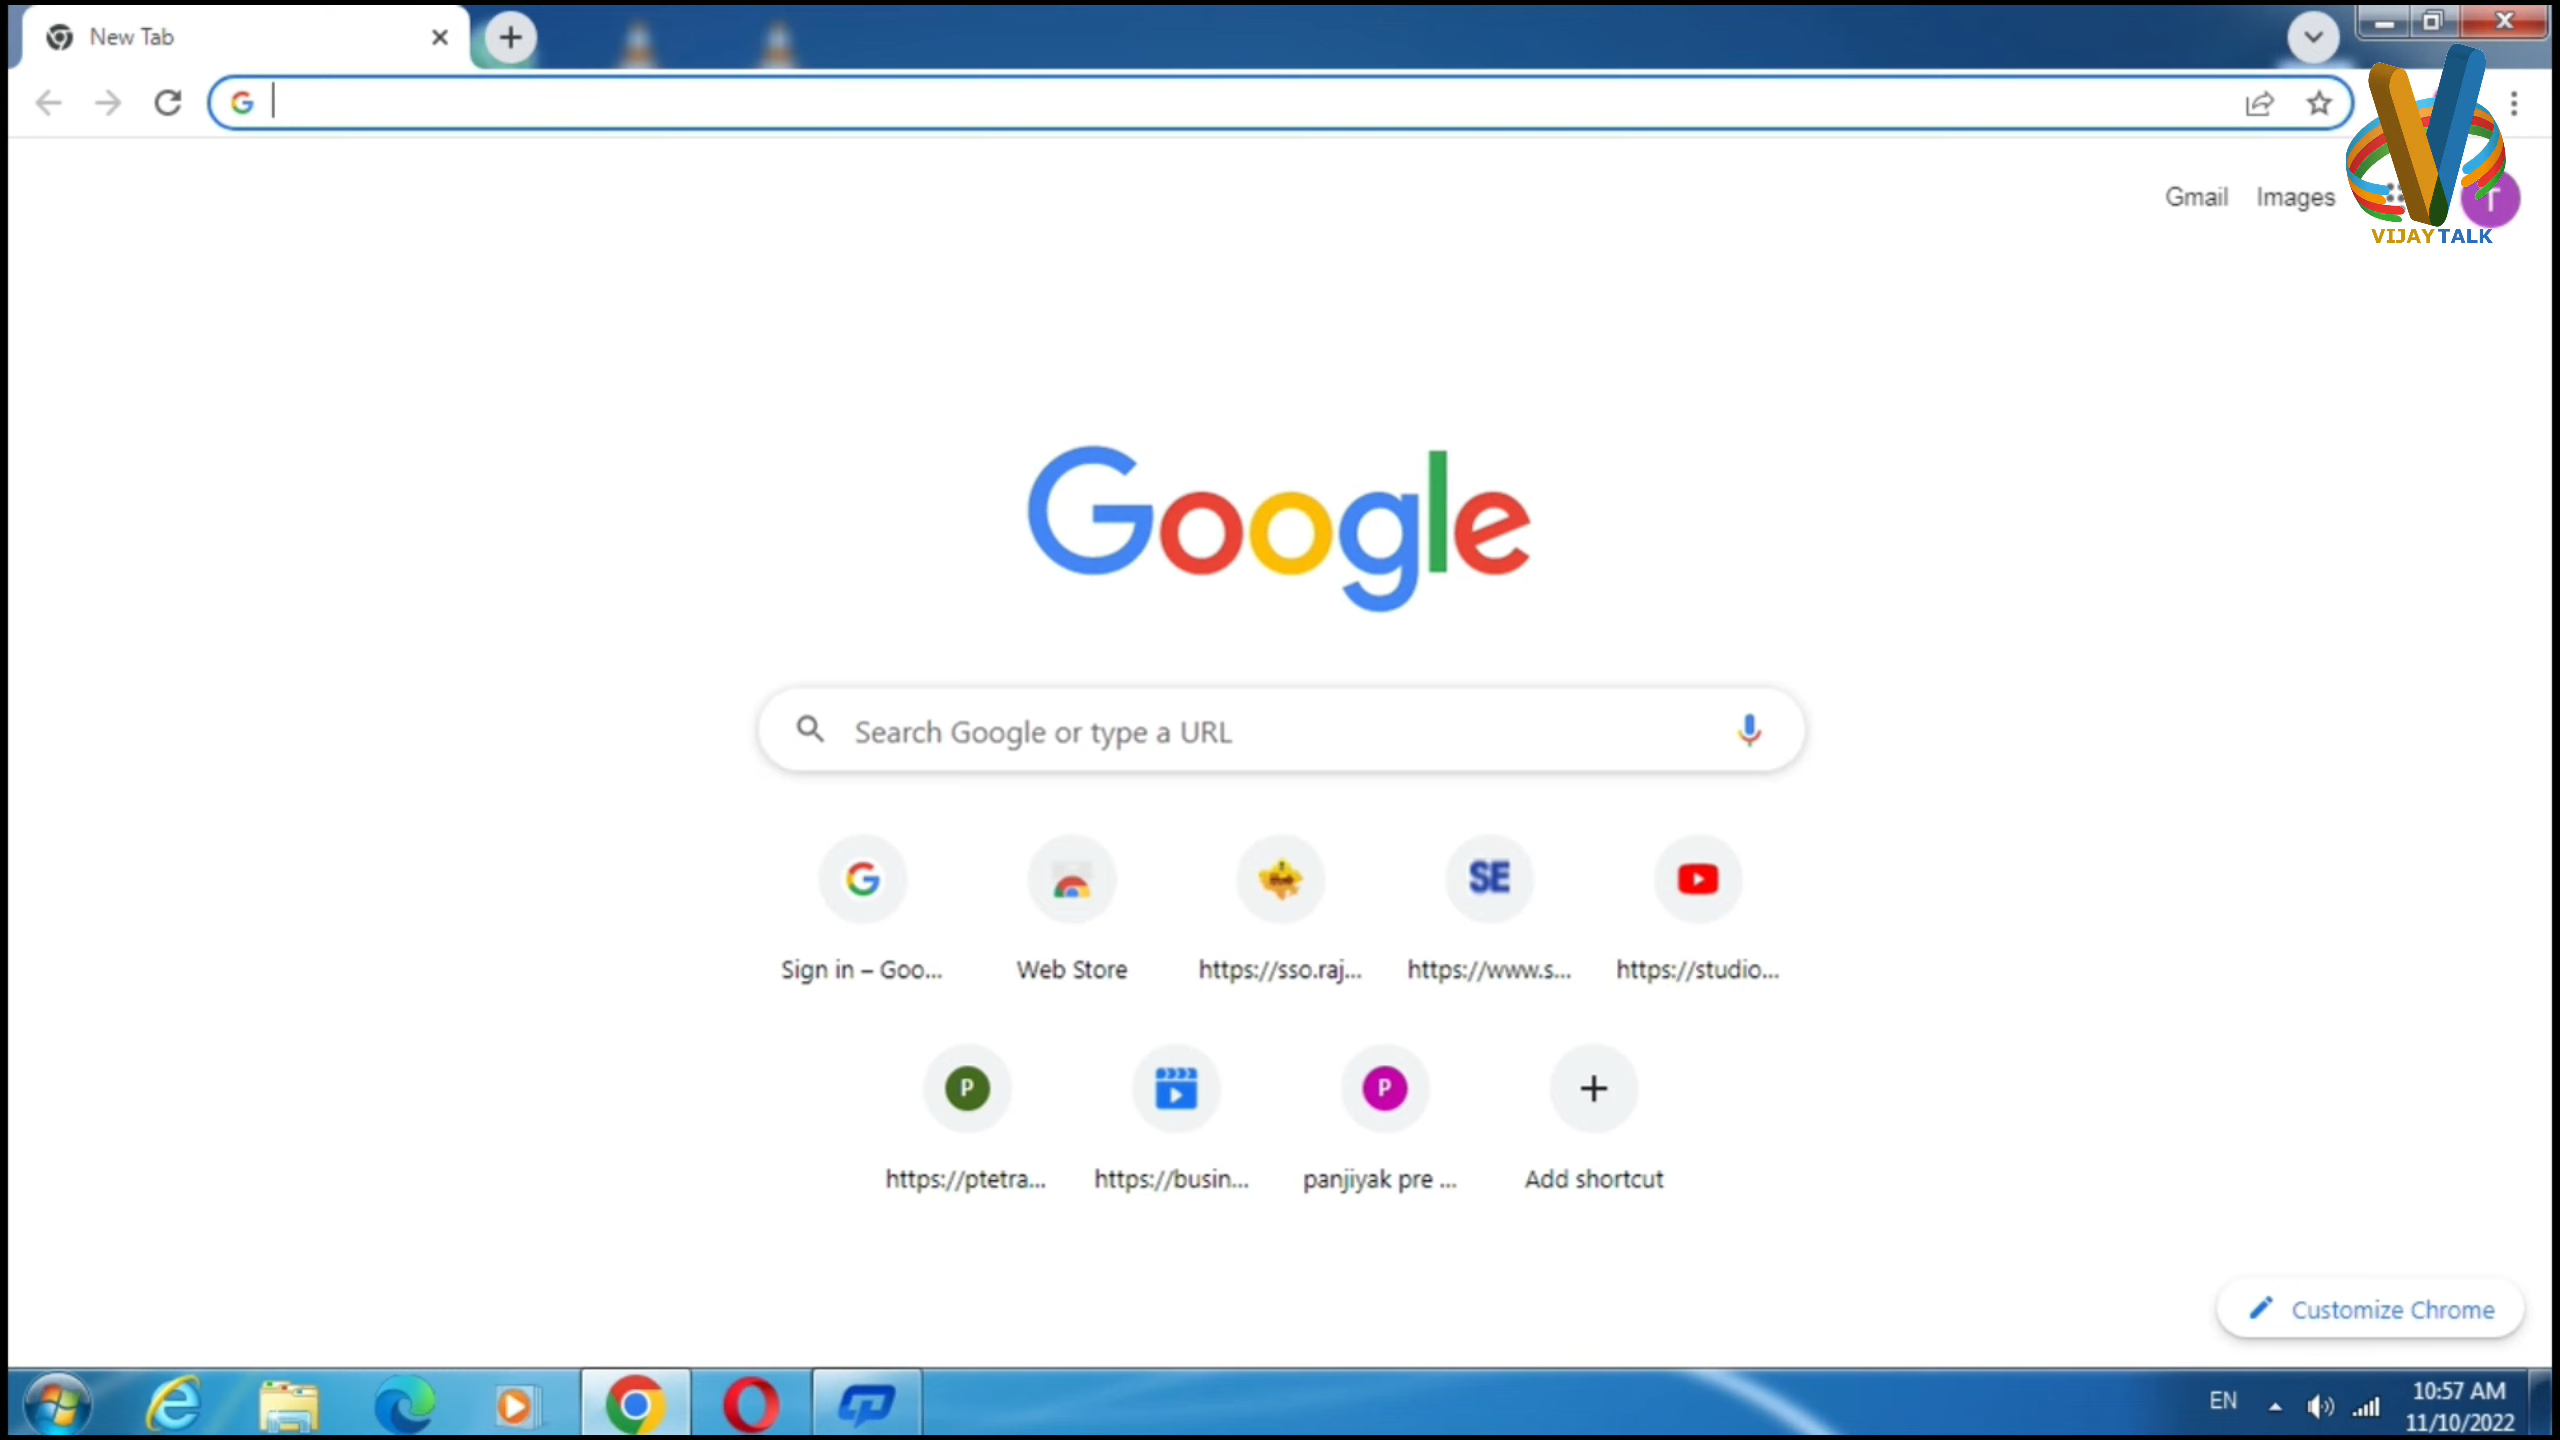 New Tab
Gmail Images
VIJAYTALK
Google
Search Google or type a URL
Sign in – Goo...
Web Store
https://sso.raj...
SE
https://www.s...
https://studio...
P
https://ptetra...
https://busin...
P
panjiyak pre ...
Add shortcut
Customize Chrome
EN
10:57 AM
11/10/2022